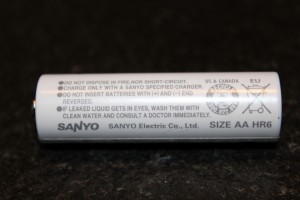 ●DO NOT DISPOSE IN FIRE, NOR SHORT-CIRCUIT.
●CHARGE ONLY WITH A SANYO SPECIFIED CHARGER.
●DO NOT INSERT BATTERIES WITH (+) AND (−) END
REVERSED.
●IF LEAKED LIQUID GETS IN EYES, WASH THEM WITH
CLEAN WATER AND CONSULT A DOCTOR IMMEDIATELY.
US & CANADA EU
SANYO SANYO Electric Co., Ltd. SIZE AA HR6